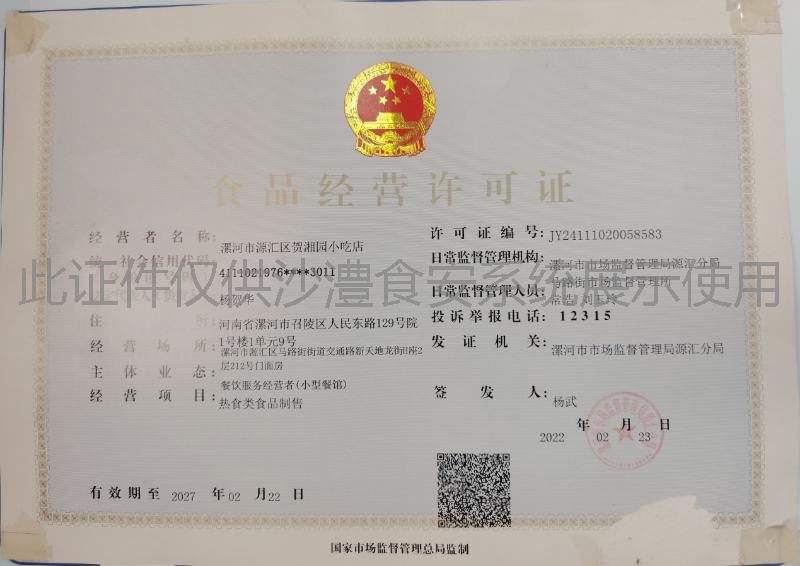 食品经营许可证
经营者名称: 漯河市源汇区贺湘园小吃店
社会信用代码
411102197６****3011
杨贺华
住 所: 河南省漯河市召陵区人民东路129号院
1号楼1单元9号
经营场所: 漯河市源汇区马路街街道交通路新天地龙街H座2
层212号门面房
主体业态: 餐饮服务经营者(小型餐馆)
经营项目: 热食类食品制售
有效期至 2027 年 02 月 22 日
许可证编号: JY24111020058583
日常监督管理机构: 漯河市市场监督管理局源汇分局
马路街市场监督管理所
日常监督管理人员: 常浩 刘玉玲
投诉举报电话: 12315
发证机关: 漯河市市场监督管理局源汇分局
签发人: 杨武
2022 年 02 月 23 日
国家市场监督管理总局监制
此证件仅供沙澧食安系统展示使用